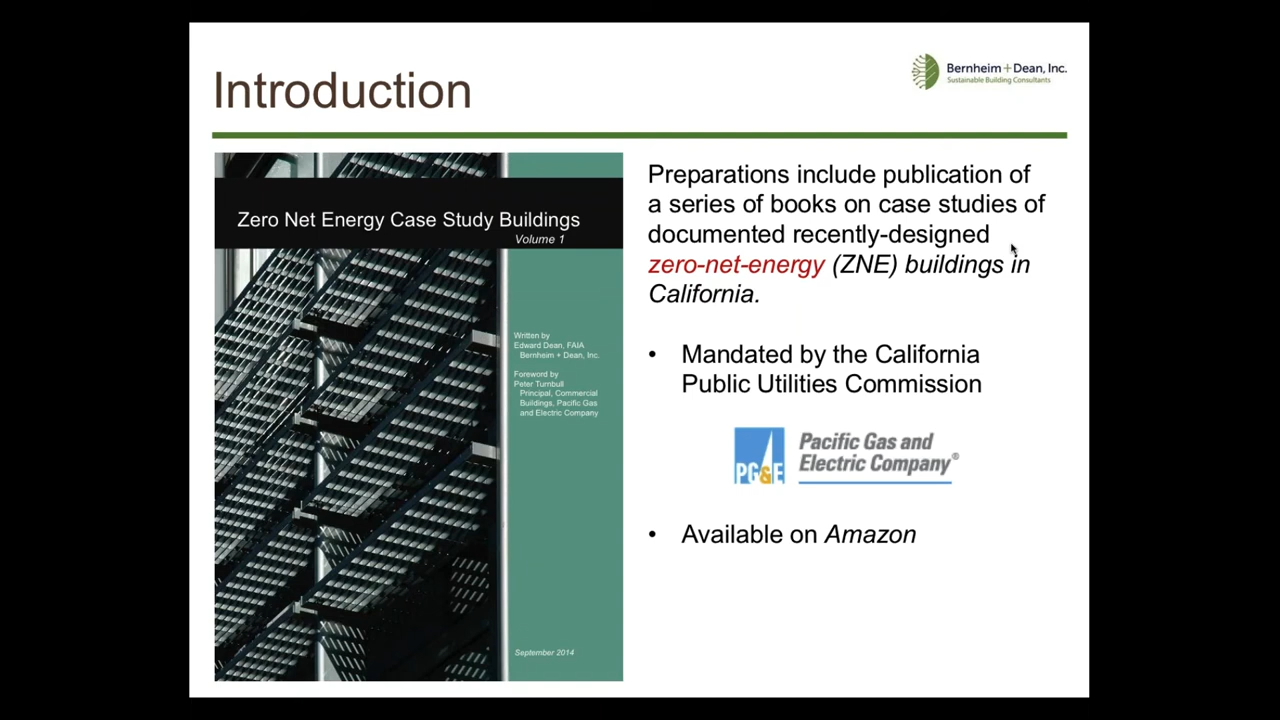 Introduction
Bernheim + Dean, Inc.
Sustainable Building Consultants
Zero Net Energy Case Study Buildings
Volume 1
Written by
Edward Dean, FAIA
Bernheim + Dean, Inc.
Foreword by
Peter Turnbull
Principal, Commercial
Buildings, Pacific Gas
and Electric Company
September 2014
Preparations include publication of
a series of books on case studies of
documented recently-designed
zero-net-energy (ZNE) buildings in
California.
• Mandated by the California
Public Utilities Commission
PG&E
Pacific Gas and
Electric Company®
• Available on Amazon